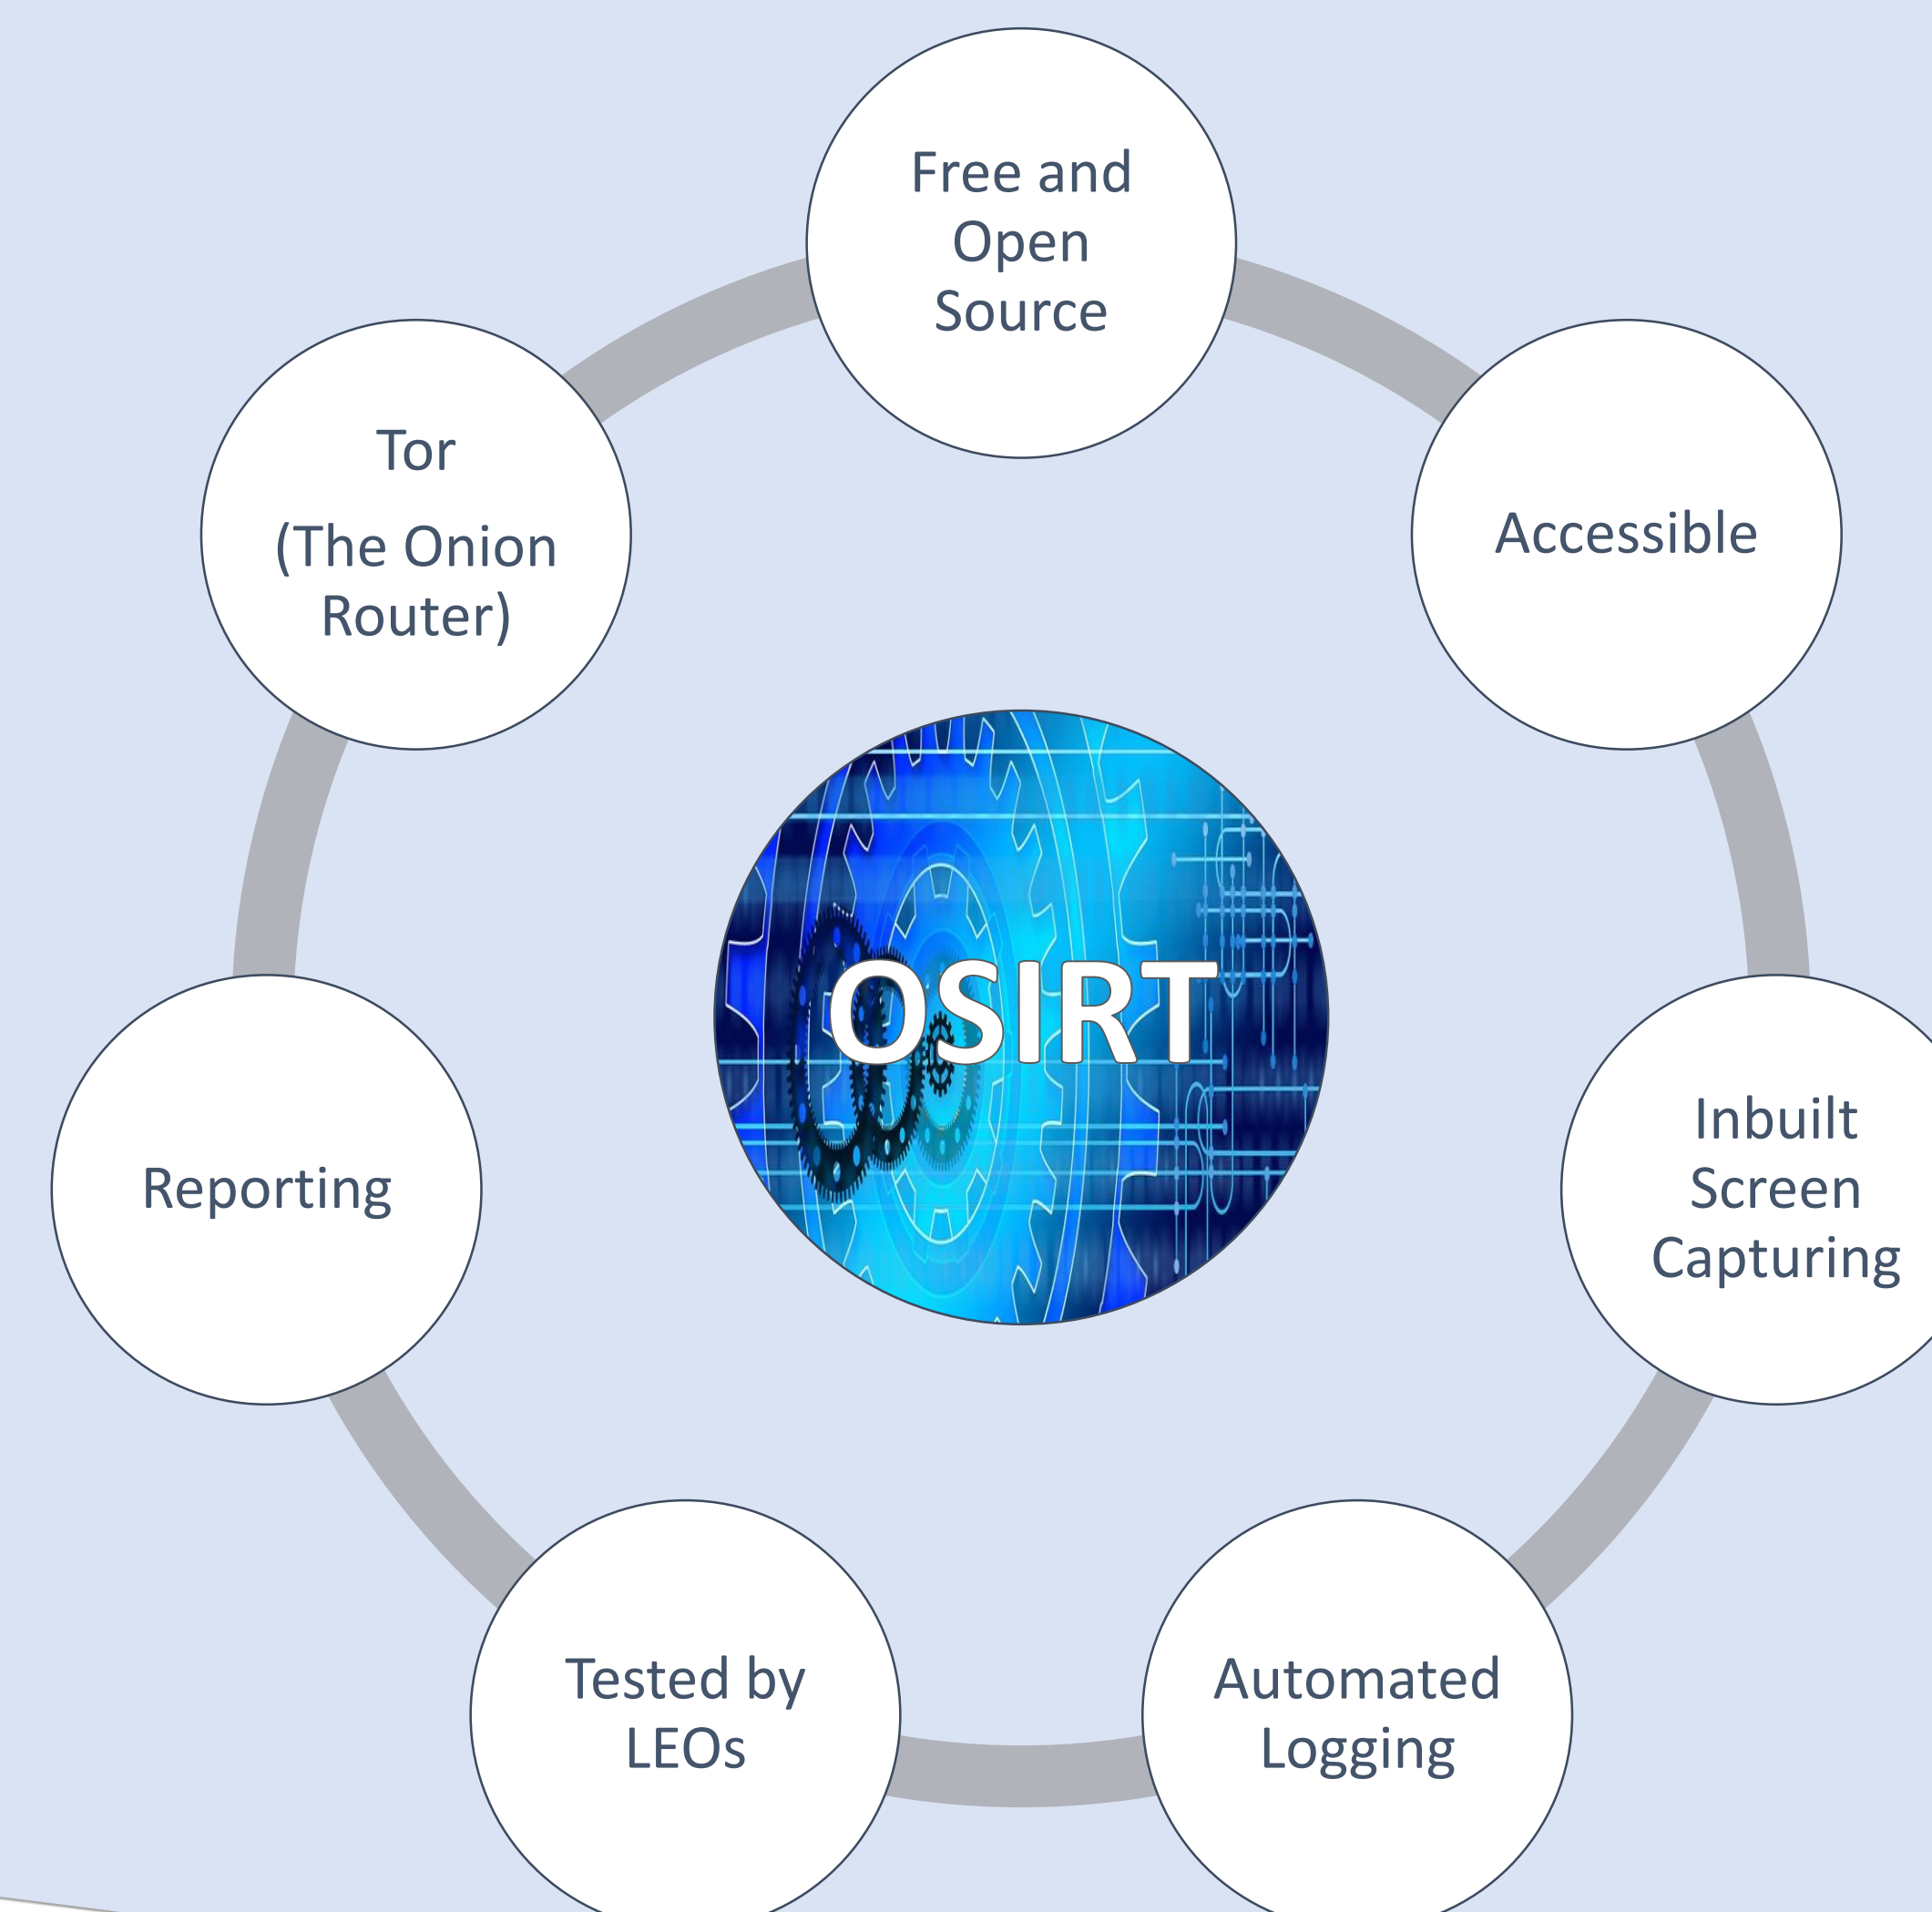 Free and
Open
Source
Accessible
Inbuilt
Screen
Capturing
Automated
Logging
Tested by
LEOs
Reporting
Tor
(The Onion
Router)
OSIRT